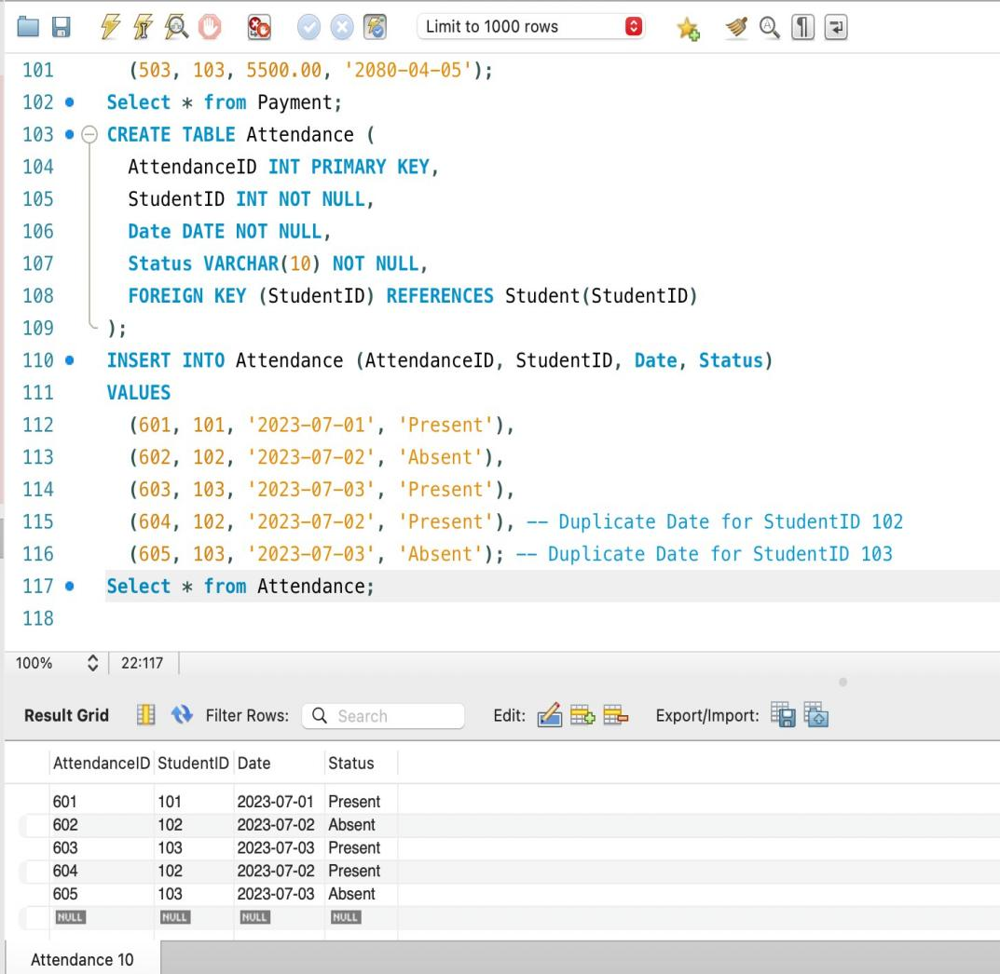 Limit to 1000 rows
101 (503, 103, 5500.00, '2080-04-05');
102 Select * from Payment;
103 CREATE TABLE Attendance (
104 AttendanceID INT PRIMARY KEY,
105 StudentID INT NOT NULL,
106 Date DATE NOT NULL,
107 Status VARCHAR(10) NOT NULL,
108 FOREIGN KEY (StudentID) REFERENCES Student(StudentID)
109 );
110 INSERT INTO Attendance (AttendanceID, StudentID, Date, Status)
111 VALUES
112 (601, 101, '2023-07-01', 'Present'),
113 (602, 102, '2023-07-02', 'Absent'),
114 (603, 103, '2023-07-03', 'Present'),
115 (604, 102, '2023-07-02', 'Present'), -- Duplicate Date for StudentID 102
116 (605, 103, '2023-07-03', 'Absent'); -- Duplicate Date for StudentID 103
117 Select * from Attendance;
118
100% 22:117
Result Grid Filter Rows: Search Edit: Export/Import:
AttendanceID StudentID Date Status
601 101 2023-07-01 Present
602 102 2023-07-02 Absent
603 103 2023-07-03 Present
604 102 2023-07-02 Present
605 103 2023-07-03 Absent
NULL NULL NULL NULL
Attendance 10